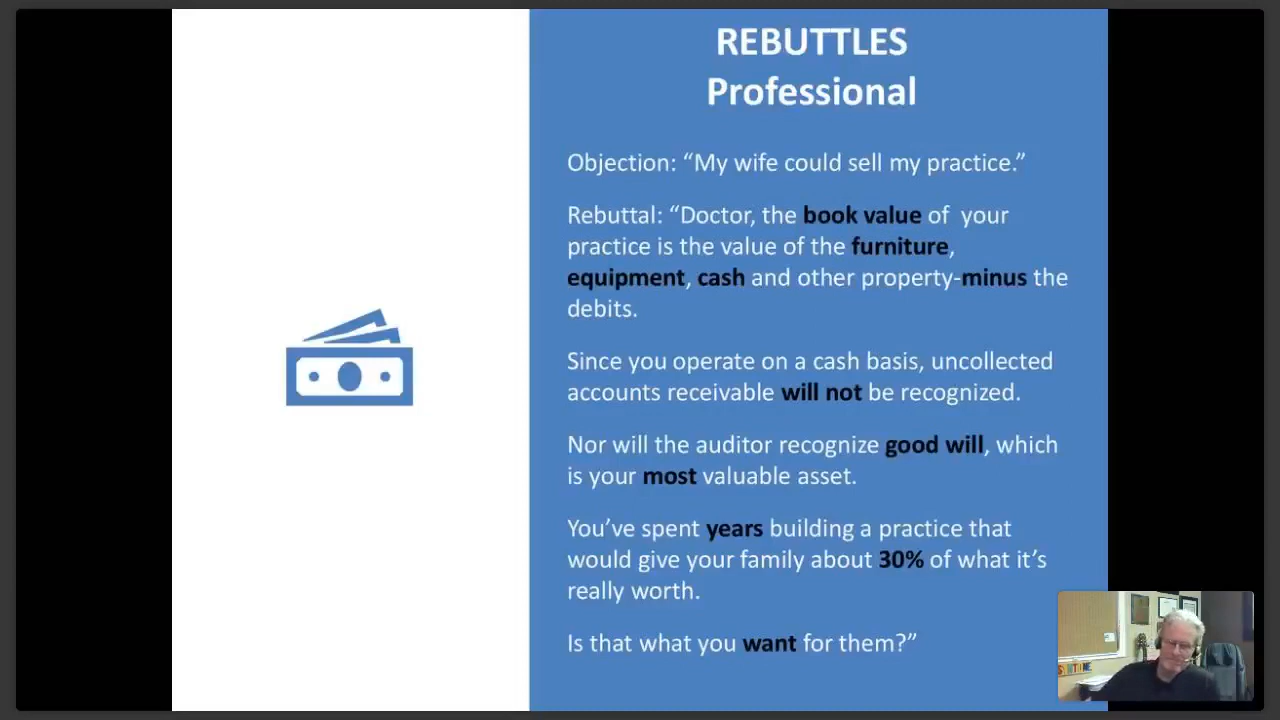 REBUTTLES
Professional
Objection: “My wife could sell my practice.”
Rebuttal: “Doctor, the book value of your
practice is the value of the furniture,
equipment, cash and other property-minus the
debits.
Since you operate on a cash basis, uncollected
accounts receivable will not be recognized.
Nor will the auditor recognize good will, which
is your most valuable asset.
You’ve spent years building a practice that
would give your family about 30% of what it’s
really worth.
Is that what you want for them?”